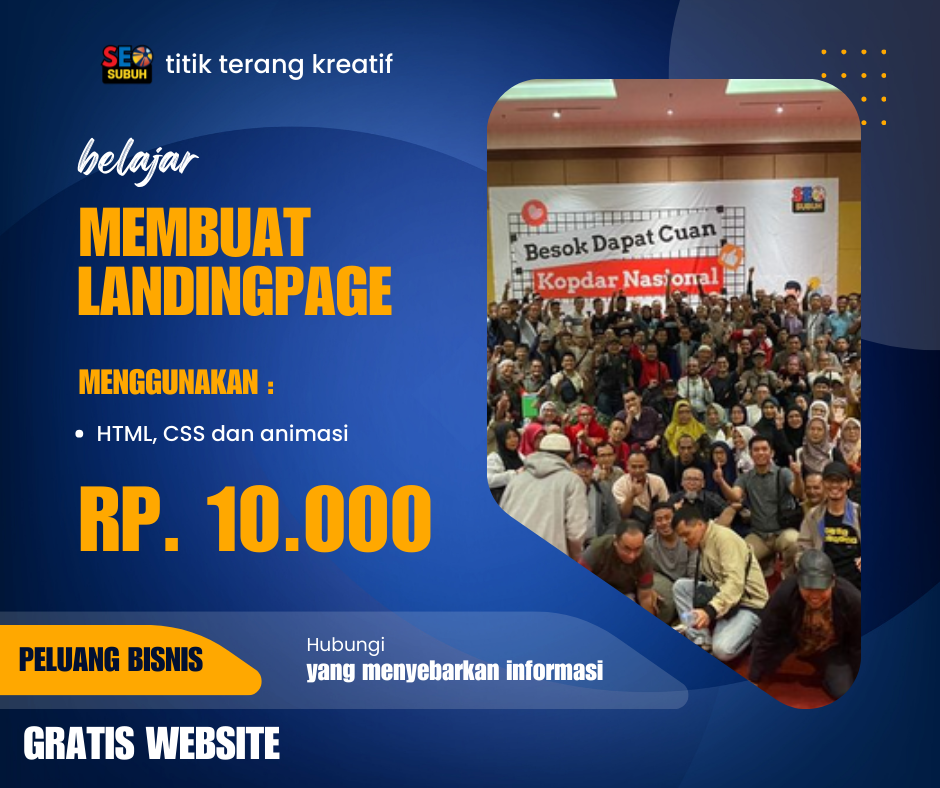 SEO
SUBUH
titik terang kreatif
belajar
MEMBUAT
LANDINGPAGE
MENGGUNAKAN :
• HTML, CSS dan animasi
RP. 10.000
SEO
SUBUH
Besok Dapat Cuan
Kopdar Nasional
PELUANG BISNIS
Hubungi
yang menyebarkan informasi
GRATIS WEBSITE